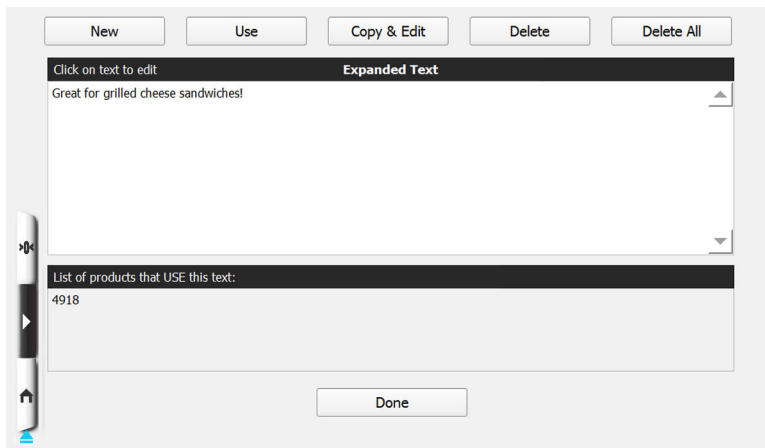 New Use Copy & Edit Delete Delete All
Click on text to edit Expanded Text
Great for grilled cheese sandwiches!
>0<
List of products that USE this text:
4918
Done